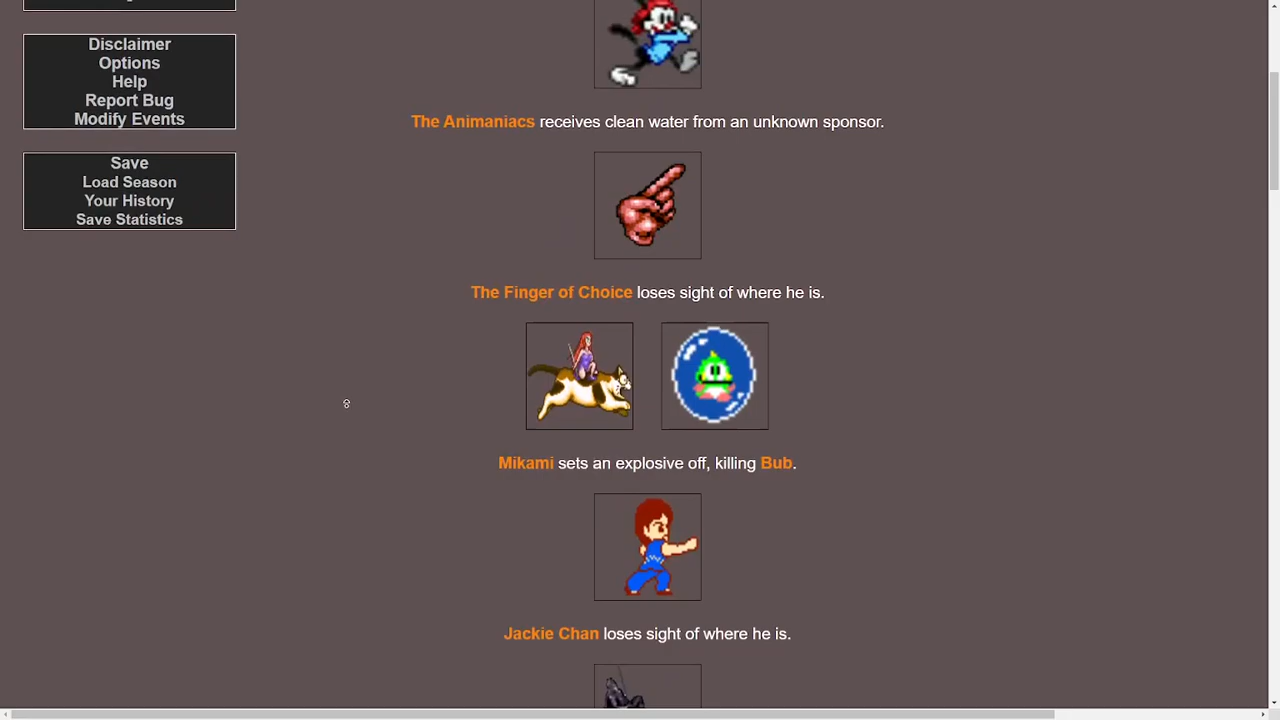 Disclaimer
Options
Help
Report Bug
Modify Events
Save
Load Season
Your History
Save Statistics
The Animaniacs receives clean water from an unknown sponsor.
The Finger of Choice loses sight of where he is.
Mikami sets an explosive off, killing Bub.
Jackie Chan loses sight of where he is.